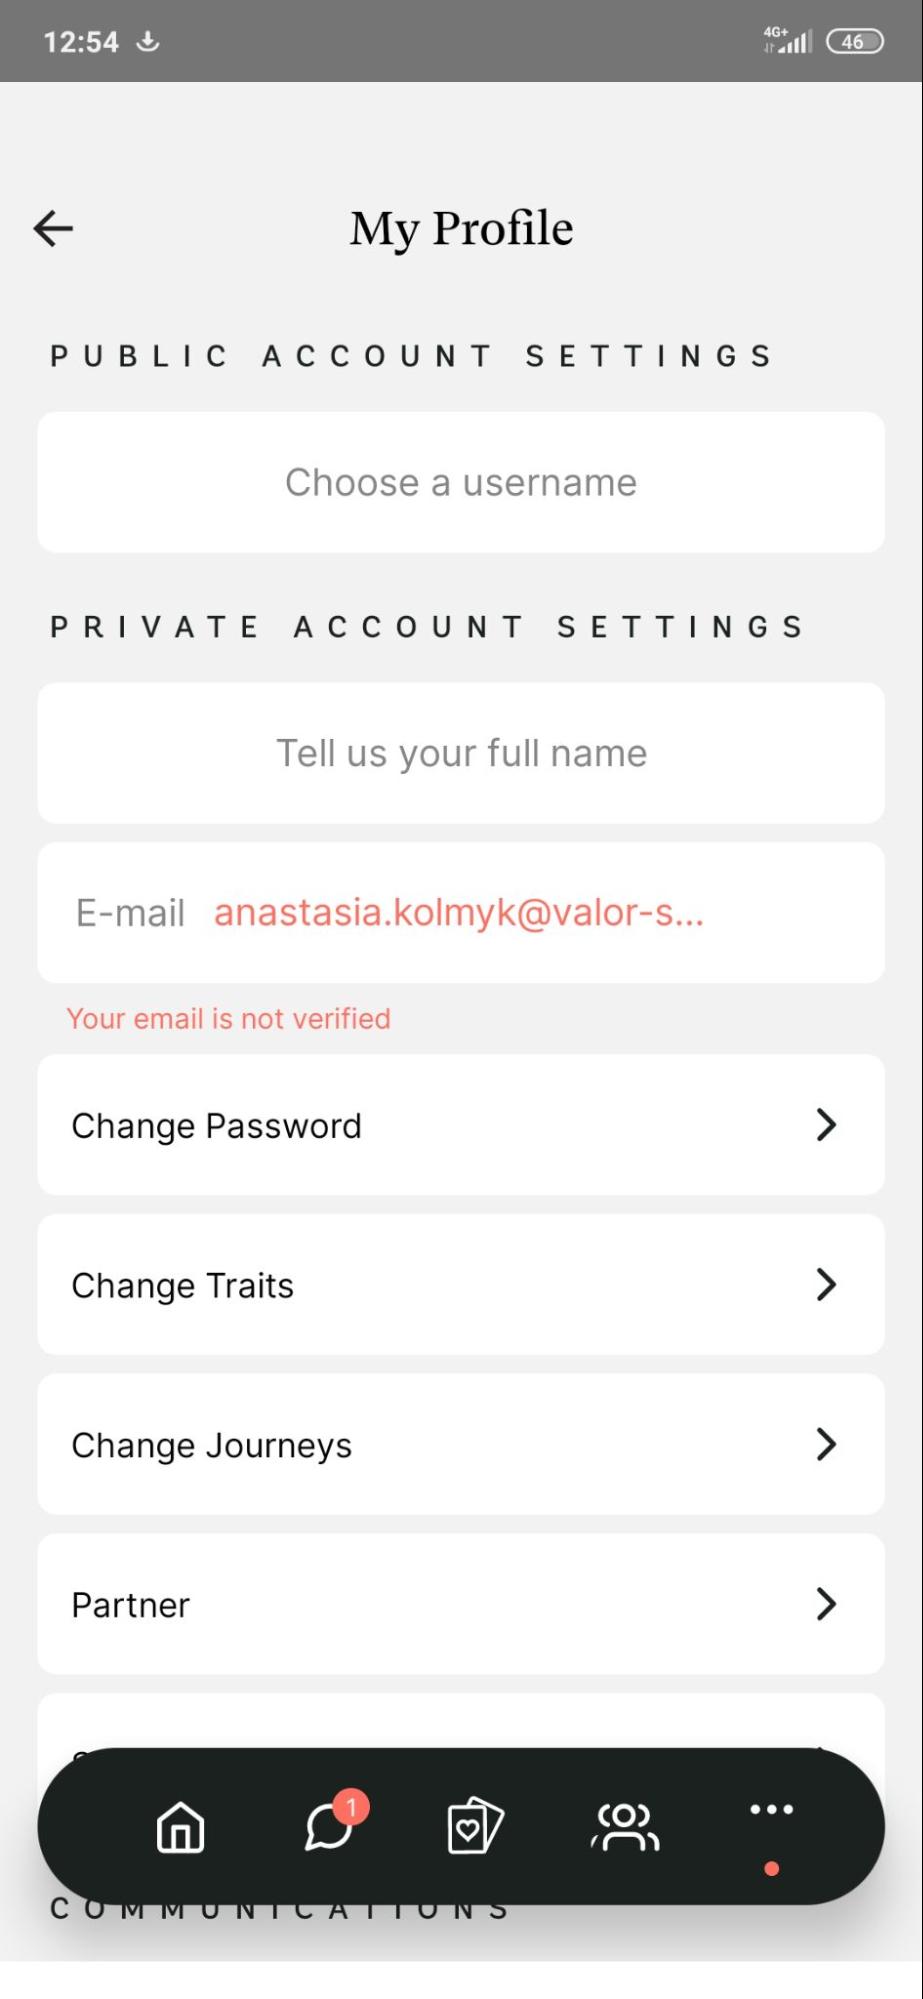 12:54
4G+
46
My Profile
PUBLIC ACCOUNT SETTINGS
Choose a username
PRIVATE ACCOUNT SETTINGS
Tell us your full name
E-mail anastasia.kolmyk@valor-s...
Your email is not verified
Change Password
Change Traits
Change Journeys
Partner
1
COMMUNICATIONS